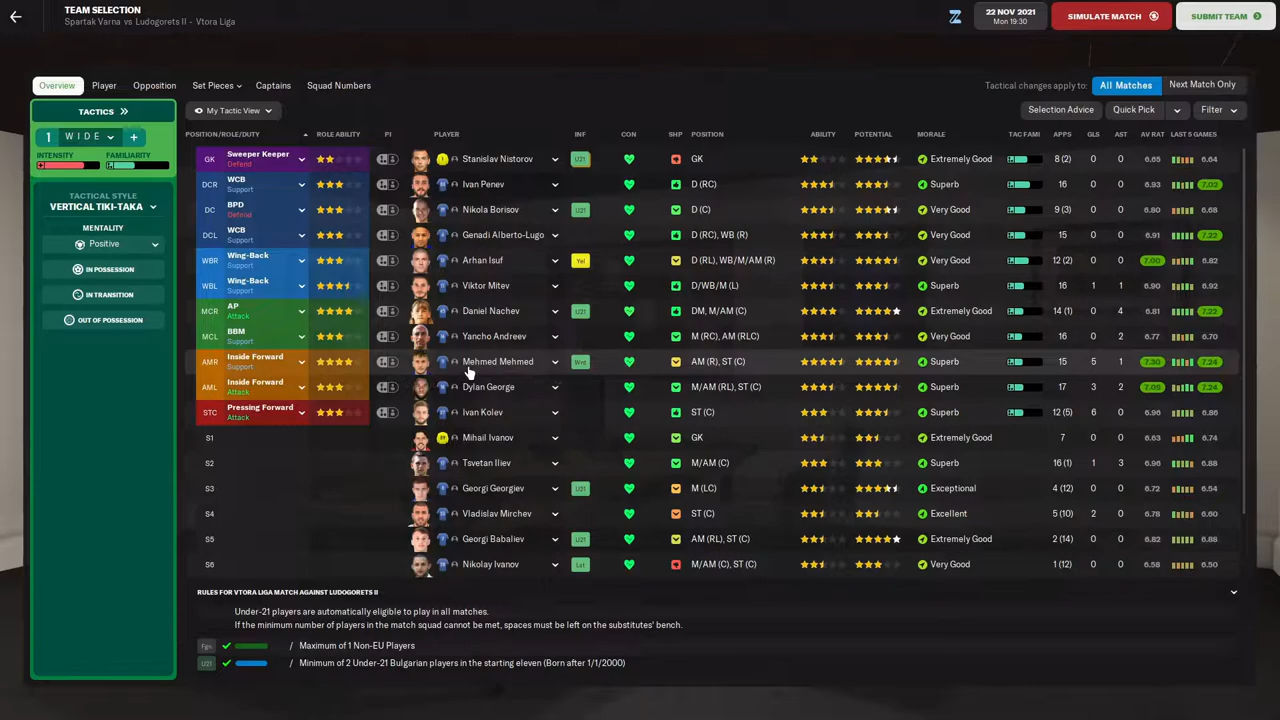 TEAM SELECTION
Spartak Varna vs Ludogorets II - Vtora Liga
22 NOV 2021
Mon 19:30
SIMULATE MATCH
SUBMIT TEAM
Overview Player Opposition Set Pieces Captains Squad Numbers
Tactical changes apply to: All Matches Next Match Only
TACTICS
My Tactic View
Selection Advice Quick Pick Filter
1 WIDE
INTENSITY FAMILIARITY
TACTICAL STYLE
VERTICAL TIKI-TAKA
MENTALITY
Positive
IN POSSESSION
IN TRANSITION
OUT OF POSSESSION
POSITION/ROLE/DUTY ROLE ABILITY PI PLAYER INF CON SHP POSITION ABILITY POTENTIAL MORALE TAC FAMI APPS GLS AST AV RAT LAST 5 GAMES
GK Sweeper Keeper Defend 1 Stanislav Nistorov U21 GK Extremely Good 8 (2) 0 0 6.65 6.64
DCR WCB Support Ivan Penev D (RC) Superb 16 0 0 6.93 7.02
DC BPD Defend Nikola Borisov U21 D (C) Very Good 9 (3) 0 0 6.80 6.68
DCL WCB Support Genadi Alberto-Lugo D (RC), WB (R) Very Good 15 0 0 6.91 7.22
WBR Wing-Back Support Arhan Isuf Yel D (RL), WB/M/AM (R) Very Good 12 (2) 0 0 7.00 6.82
WBL Wing-Back Support Viktor Mitev D/WB/M (L) Superb 16 1 1 6.90 6.92
MCR AP Attack Daniel Nachev U21 DM, M/AM (C) Extremely Good 14 (1) 0 4 6.81 7.22
MCL BBM Support Yancho Andreev M (RC), AM (RLC) Very Good 16 0 2 6.77 6.70
AMR Inside Forward Support Mehmed Mehmed Wnt AM (R), ST (C) Superb 15 5 1 7.30 7.24
AML Inside Forward Attack Dylan George M/AM (RL), ST (C) Superb 17 3 2 7.24
STC Pressing Forward Attack Ivan Kolev ST (C) Superb 12 (5) 6 0 6.96 6.86
S1 Mihail Ivanov GK Extremely Good 7 0 0 6.63 6.74
S2 Tsvetan Iliev M/AM (C) Superb 16 (1) 1 3 6.96 6.88
S3 Georgi Georgiev U21 M (LC) Exceptional 4 (12) 0 0 6.72 6.54
S4 Vladislav Mirchev ST (C) Excellent 5 (10) 2 0 6.78 6.88
S5 Georgi Babaliev U21 AM (RL), ST (C) Extremely Good 2 (14) 0 0 6.82 6.88
S6 Nikolay Ivanov Lst M/AM (C), ST (C) Very Good 1 (12) 0 0 6.58 6.50
RULES FOR VTORA LIGA MATCH AGAINST LUDOGORETS II
Under-21 players are automatically eligible to play in all matches.
If the minimum number of players in the match squad cannot be met, spaces must be left on the substitutes' bench.
Fgn / Maximum of 1 Non-EU Players
U21 / Minimum of 2 Under-21 Bulgarian players in the starting eleven (Born after 1/1/2000)